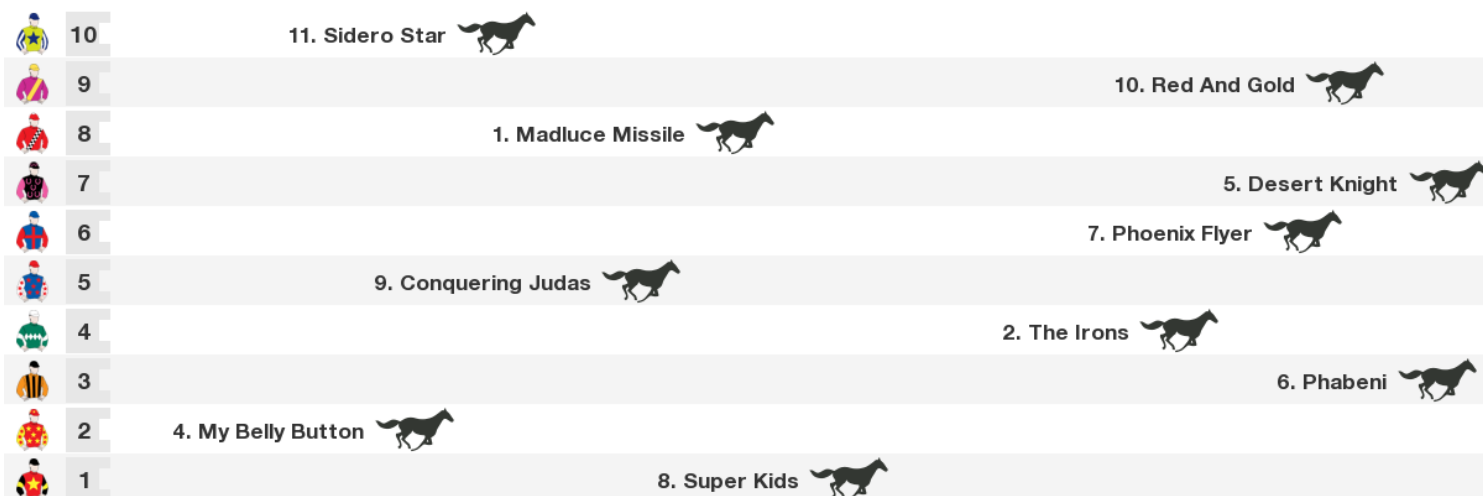 10 11. Sidero Star
9 10. Red And Gold
8 1. Madluce Missile
7 5. Desert Knight
6 7. Phoenix Flyer
5 9. Conquering Judas
4 2. The Irons
3 6. Phabeni
2 4. My Belly Button
1 8. Super Kids